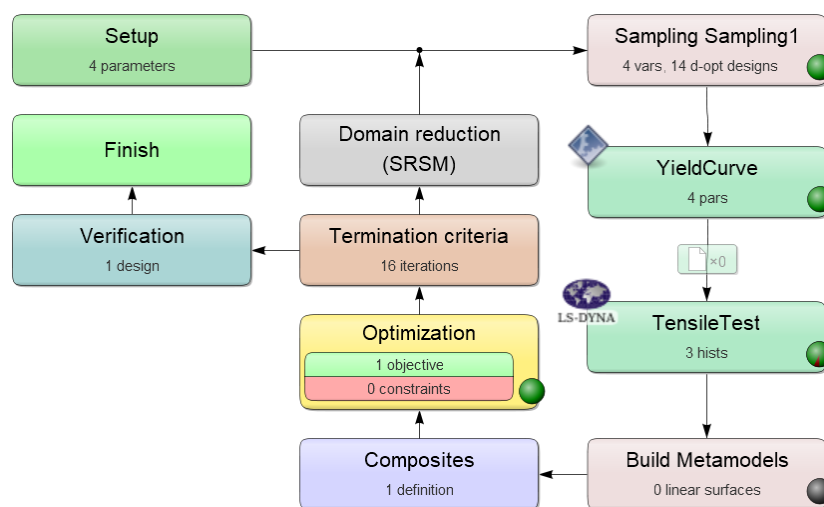 Setup
4 parameters
Sampling Sampling1
4 vars, 14 d-opt designs
Finish
Domain reduction
(SRSM)
YieldCurve
4 pars
Verification
1 design
Termination criteria
16 iterations
×0
LS-DYNA
TensileTest
3 hists
Optimization
1 objective
0 constraints
Composites
1 definition
Build Metamodels
0 linear surfaces